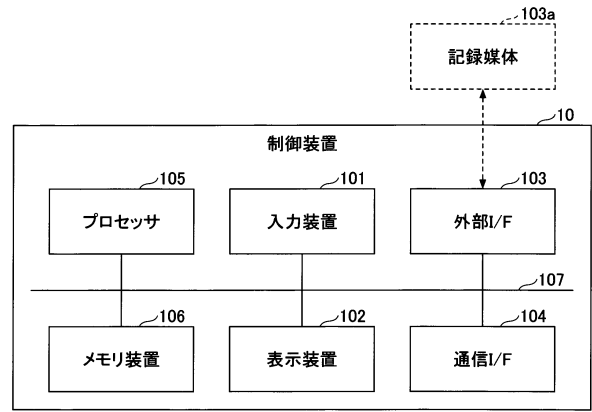 103a
記録媒体
10
制御装置
105
プロセッサ
101
入力装置
103
外部I/F
107
106
メモリ装置
102
表示装置
104
通信I/F